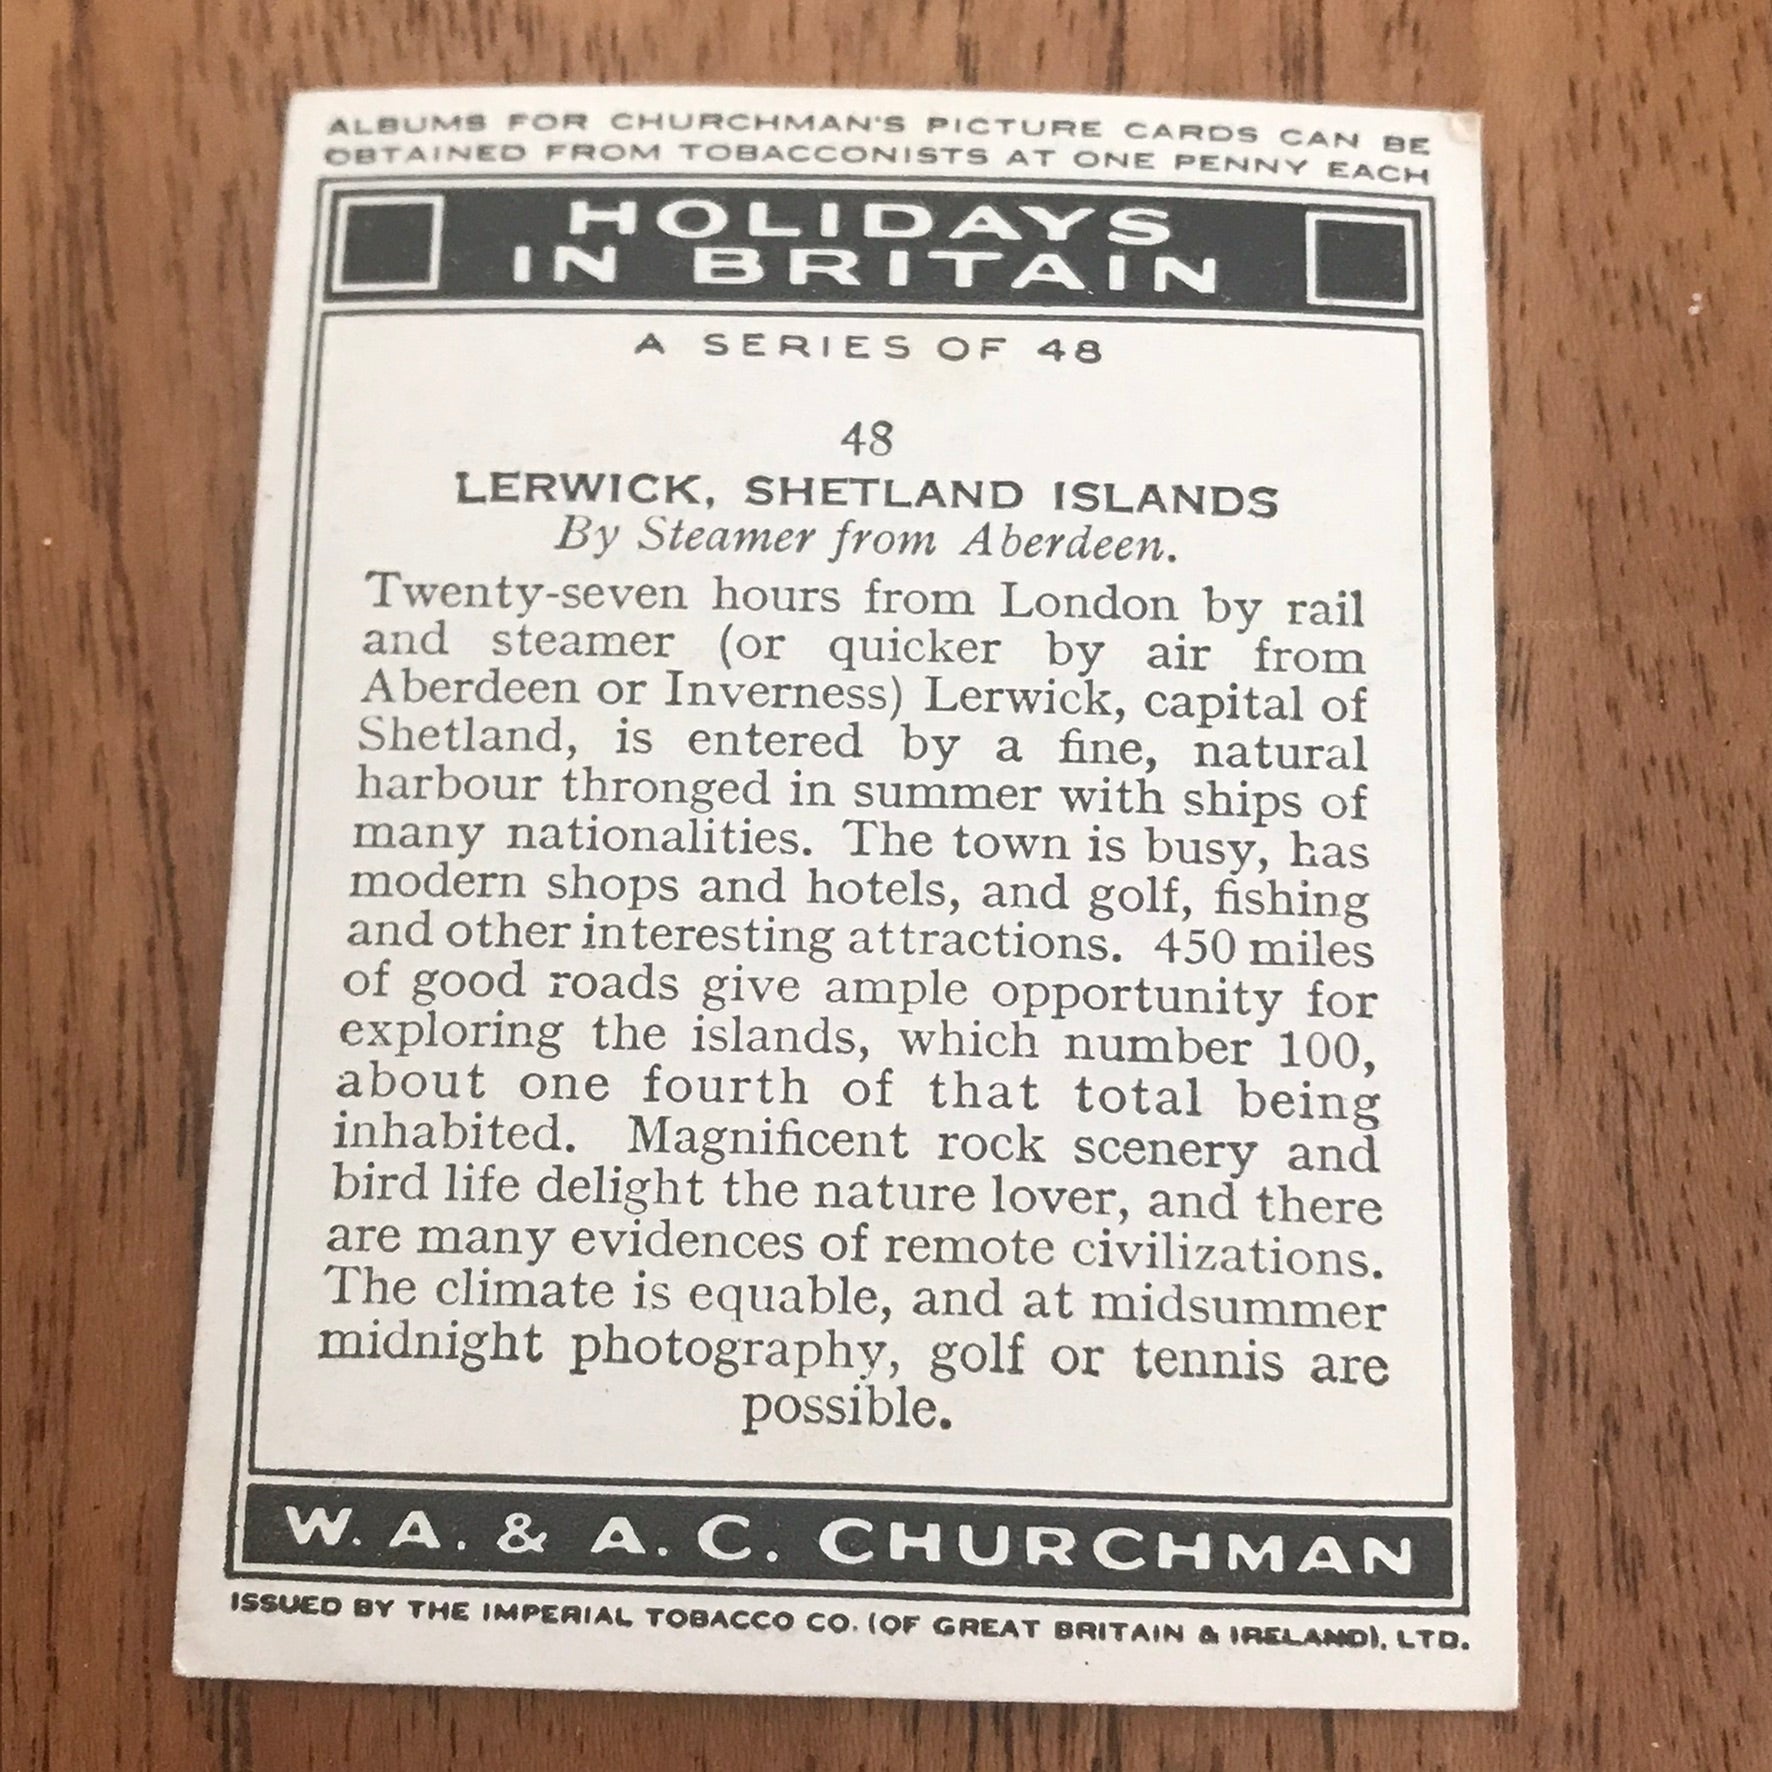 ALBUMS FOR CHURCHMAN'S PICTURE CARDS CAN BE
OBTAINED FROM TOBACCONISTS AT ONE PENNY EACH
HOLIDAYS
IN BRITAIN
A SERIES OF 48
48
LERWICK, SHETLAND ISLANDS
By Steamer from Aberdeen.
Twenty-seven hours from London by rail
and steamer (or quicker by air from
Aberdeen or Inverness) Lerwick, capital of
Shetland, is entered by a fine, natural
harbour thronged in summer with ships of
many nationalities. The town is busy, has
modern shops and hotels, and golf, fishing
and other interesting attractions. 450 miles
of good roads give ample opportunity for
exploring the islands, which number 100,
about one fourth of that total being
inhabited. Magnificent rock scenery and
bird life delight the nature lover, and there
are many evidences of remote civilizations.
The climate is equable, and at midsummer
midnight photography, golf or tennis are
possible.
W. A. & A. C. CHURCHMAN
ISSUED BY THE IMPERIAL TOBACCO CO. (OF GREAT BRITAIN & IRELAND), LTD.